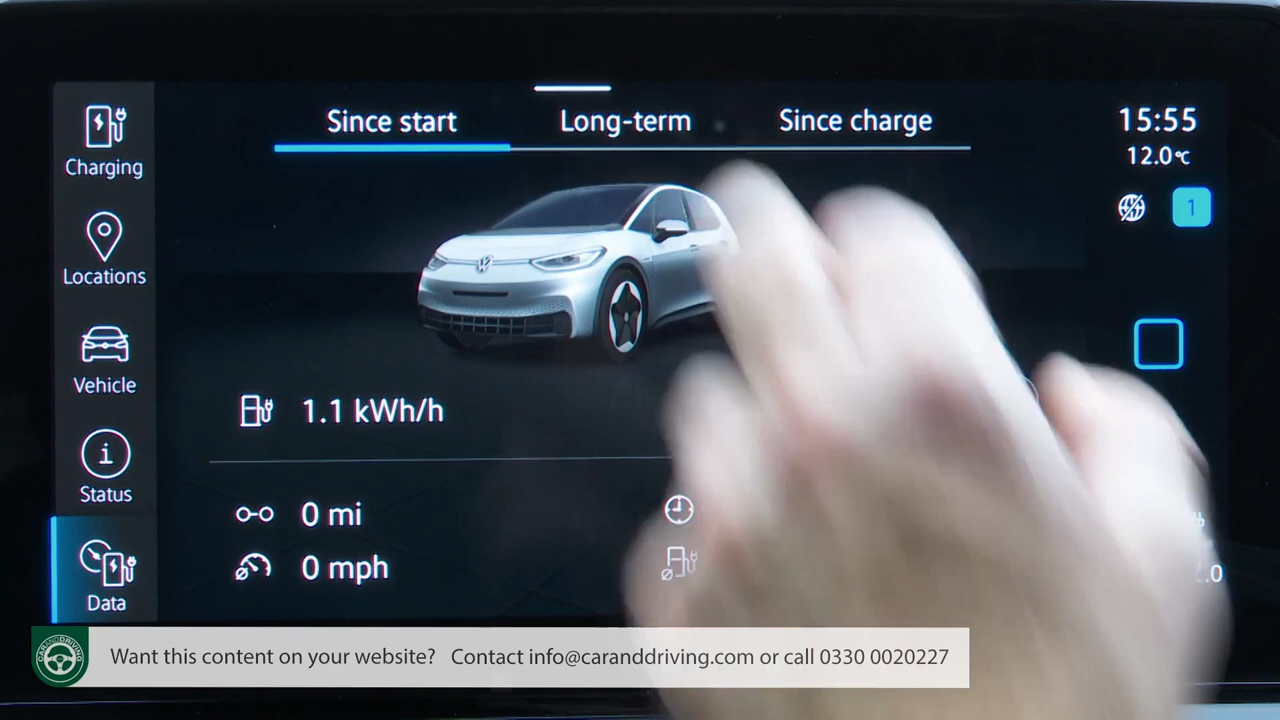 Since start
Long-term
Since charge
15:55
12.0°C
1
Charging
Locations
Vehicle
Status
Data
1.1 kWh/h
0 mi
0 mph
CARANDDRIVING
Want this content on your website? Contact info@caranddriving.com or call 0330 0020227